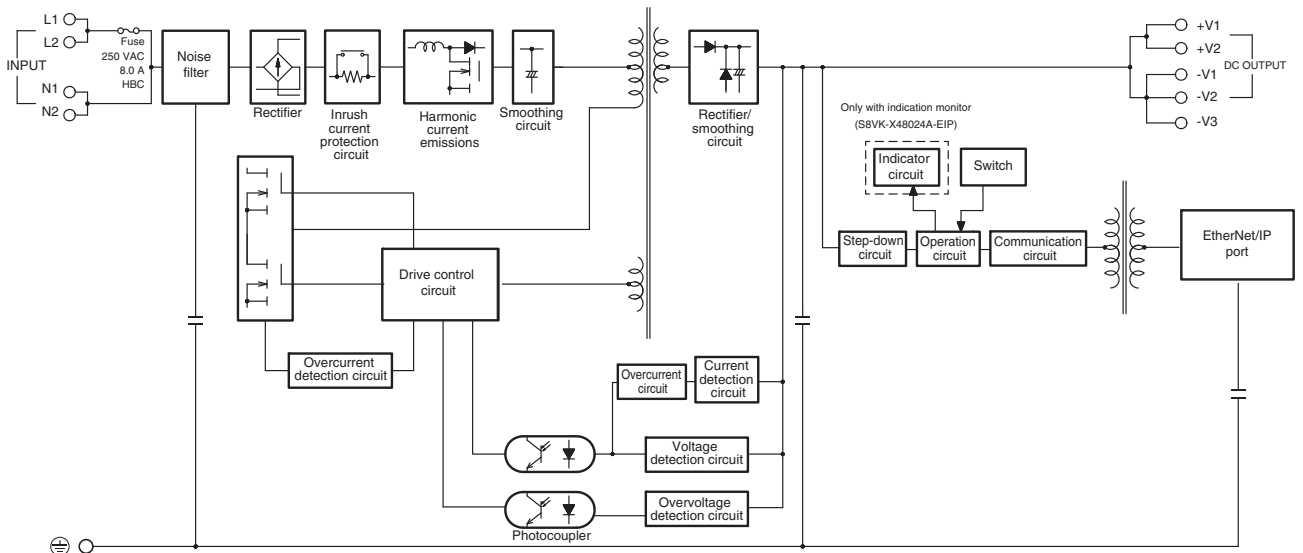 L1
L2
INPUT
N1
N2
Fuse
250 VAC
8.0 A
HBC
Noise
filter
Rectifier
Inrush
current
protection
circuit
Harmonic
current
emissions
Smoothing
circuit
Rectifier/
smoothing
circuit
+V1
+V2
DC OUTPUT
-V1
-V2
-V3
Only with indication monitor
(S8VK-X48024A-EIP)
Indicator
circuit
Switch
Step-down
circuit
Operation
circuit
Communication
circuit
EtherNet/IP
port
Drive control
circuit
Overcurrent
detection circuit
Overcurrent
circuit
Current
detection
circuit
Voltage
detection circuit
Overvoltage
detection circuit
Photocoupler